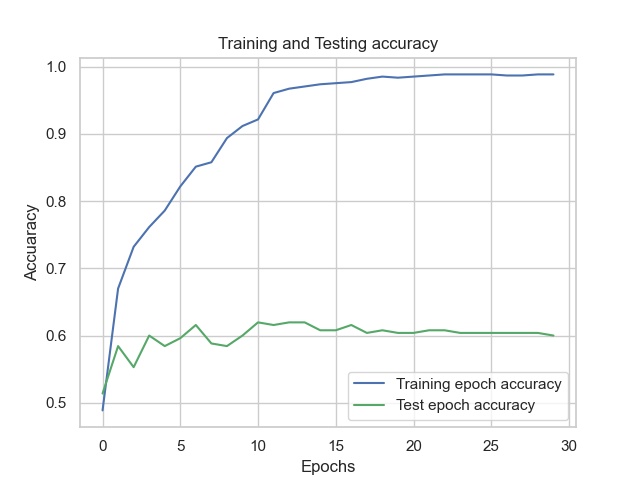 Training and Testing accuracy
1.0
0.9
0.8
0.7
0.6
0.5
Accuaracy
Training epoch accuracy
Test epoch accuracy
0 5 10 15 20 25 30
Epochs